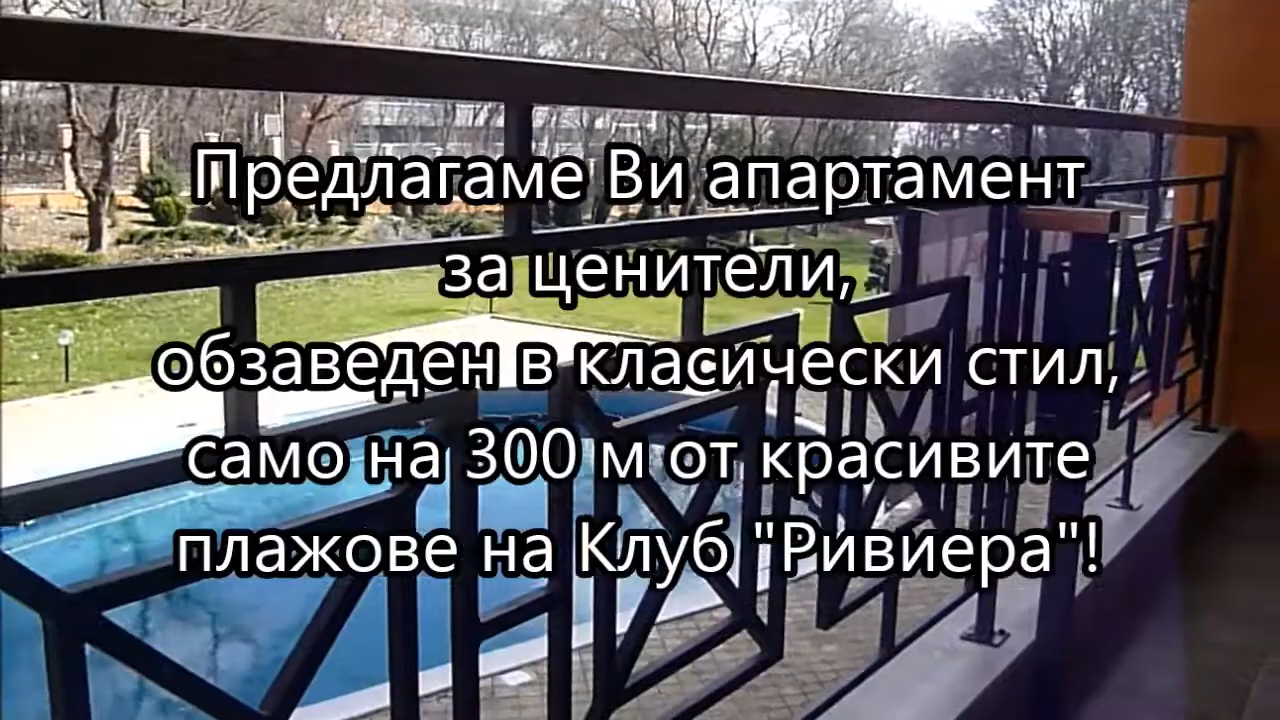 Предлагаме Ви апартамент
за ценители,
обзаведен в класически стил,
само на 300 м от красивите
плажове на Клуб "Ривиера"!